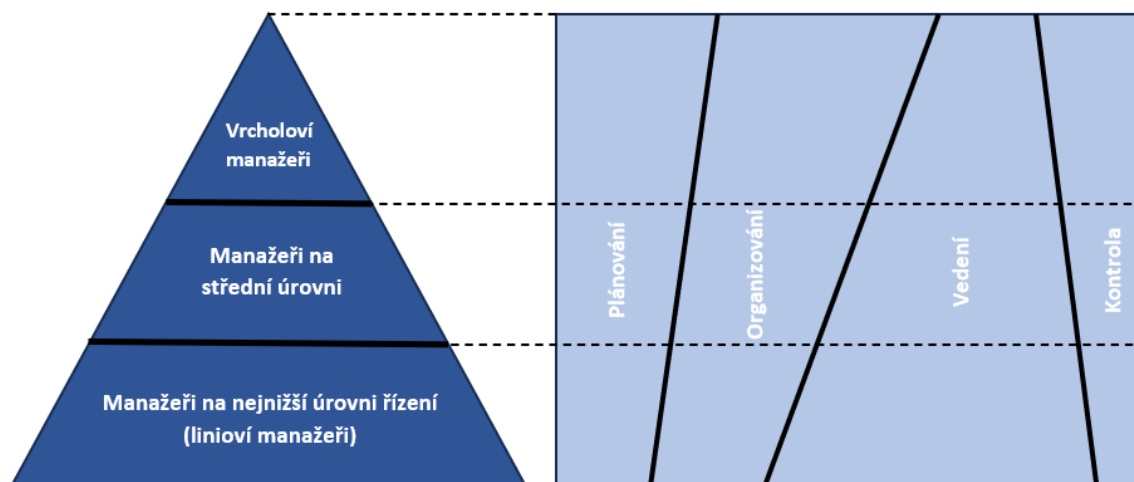 Vrcholoví
manažeři
Manažeři na
střední úrovni
Manažeři na nejnižší úrovni řízení
(linioví manažeři)
Plánování
Organizování
Vedení
Kontrola